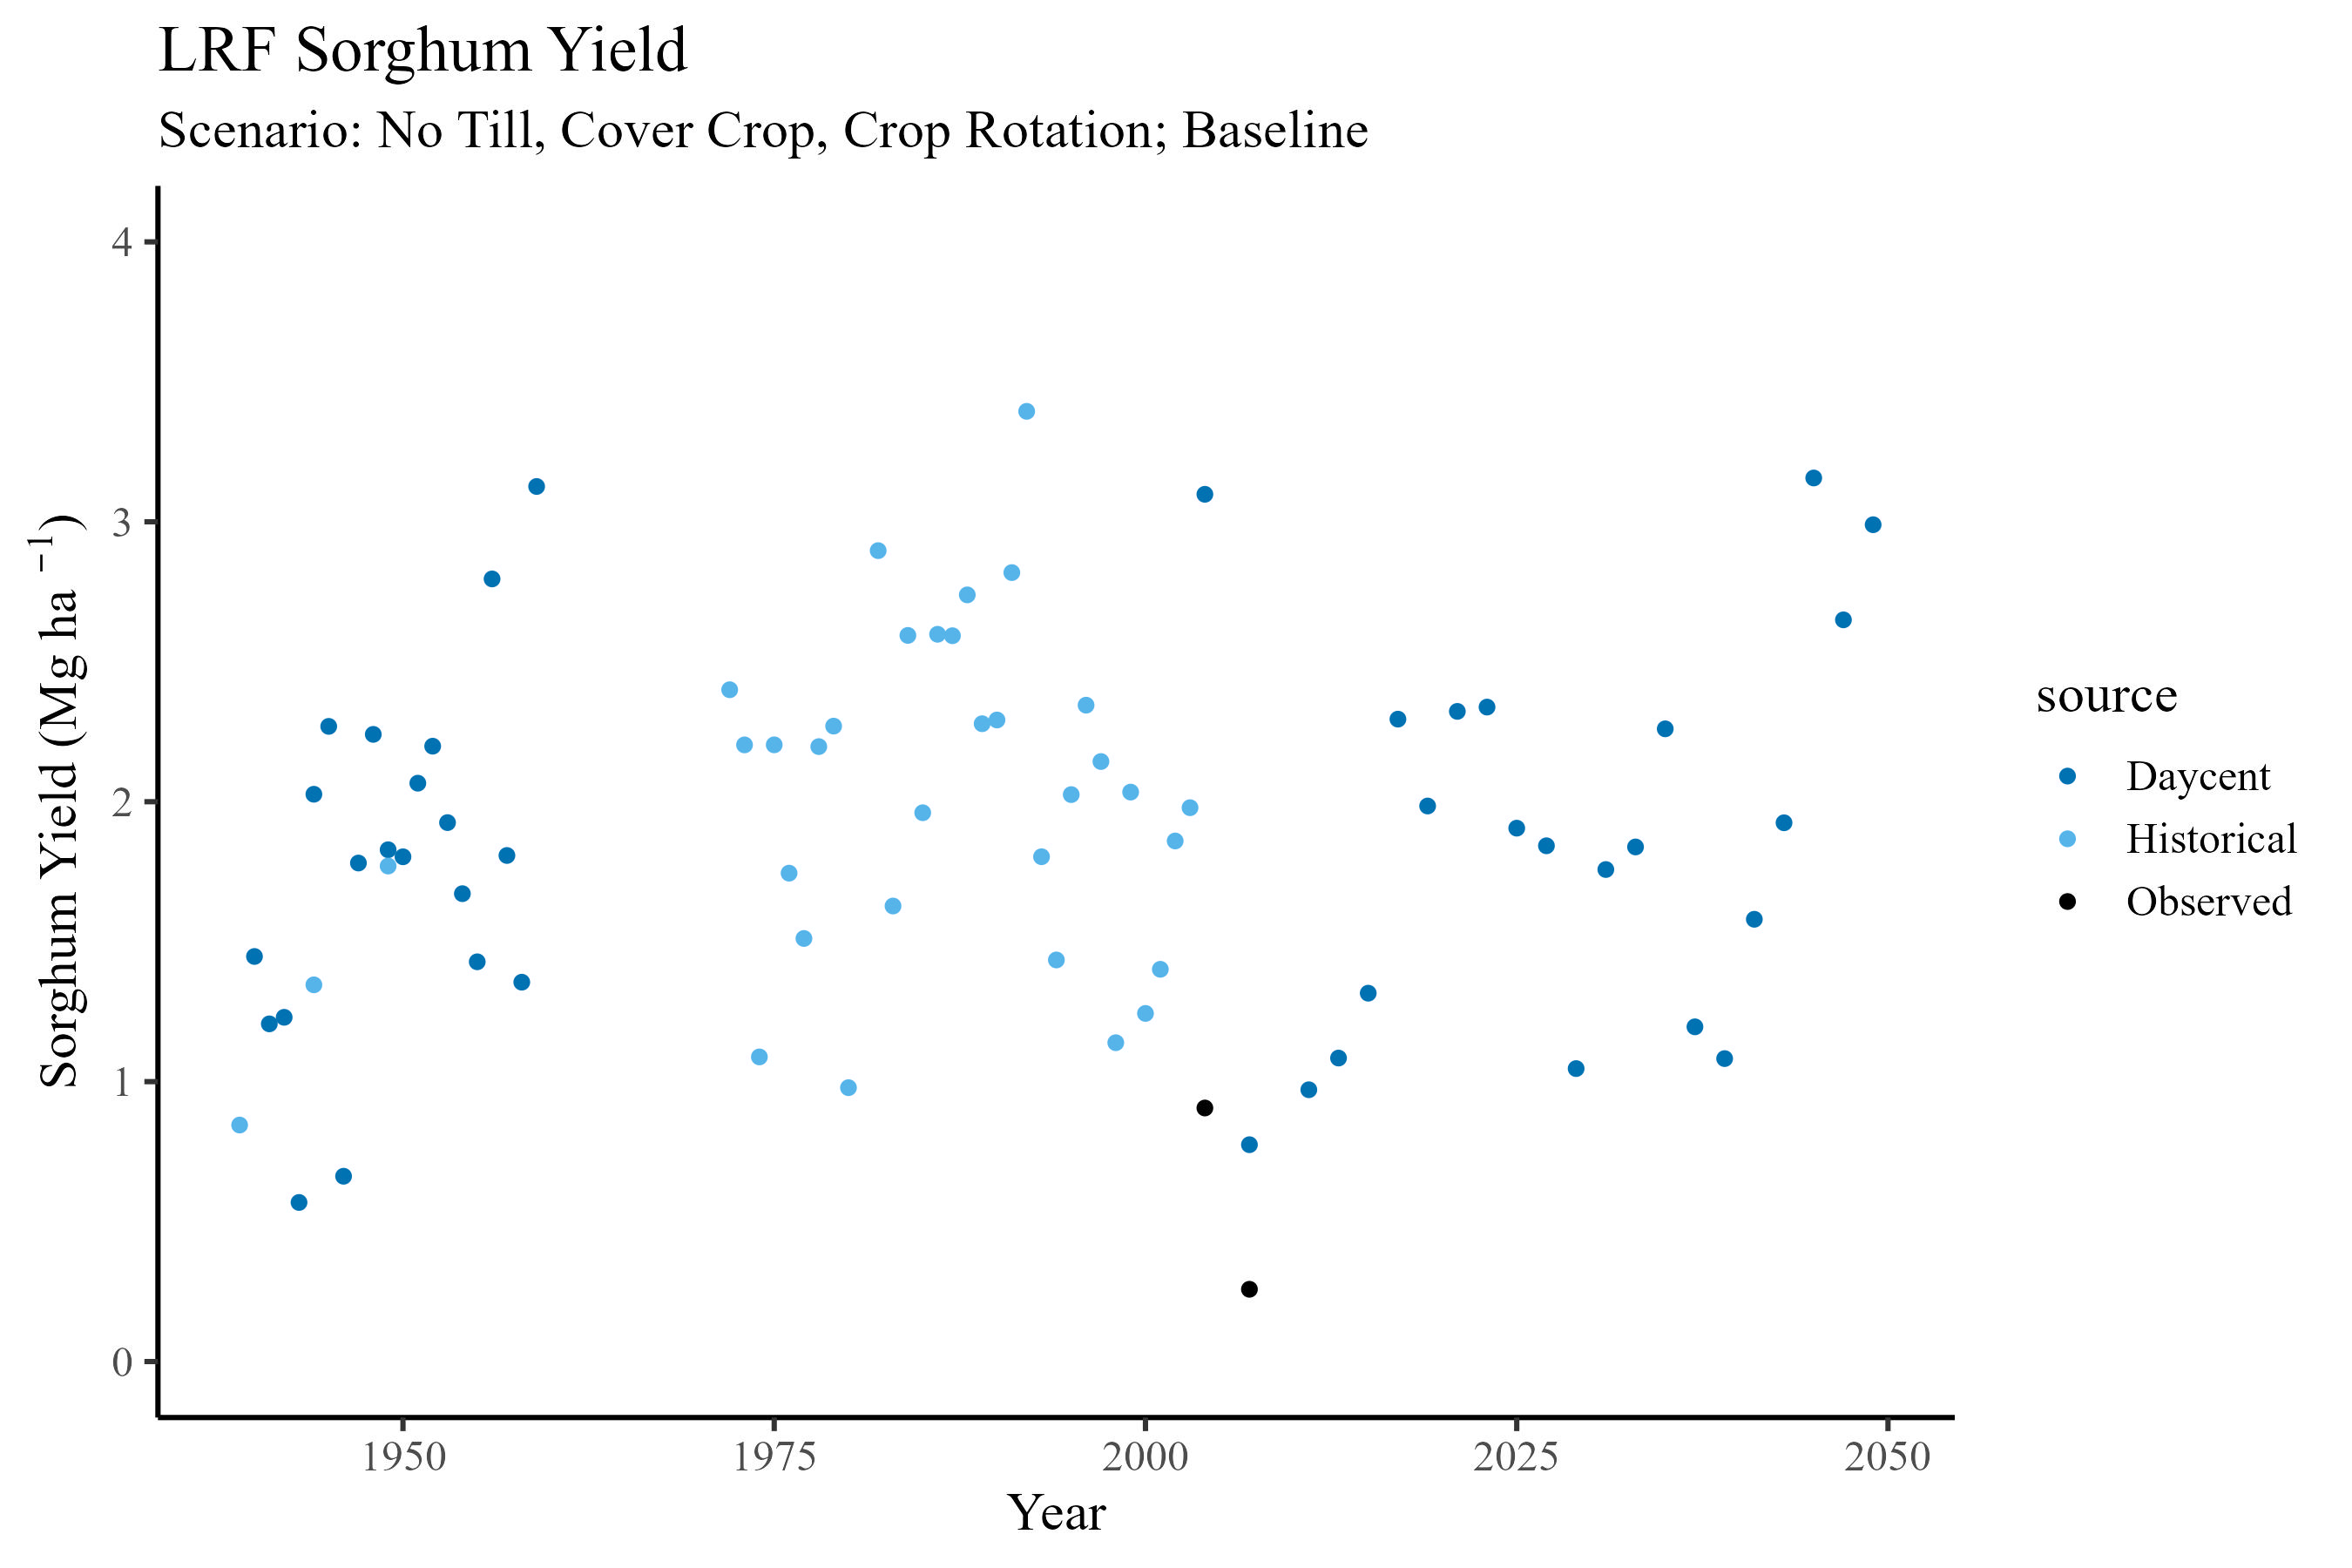 LRF Sorghum Yield
Scenario: No Till, Cover Crop, Crop Rotation; Baseline
Sorghum Yield (Mg ha ⁻¹)
4
3
2
1
0
1950 1975 2000 2025 2050
Year
source
Daycent
Historical
Observed